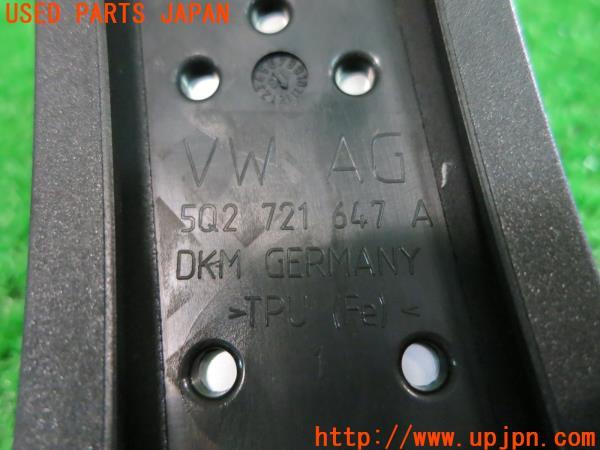 USED PARTS JAPAN
VW AG
5Q2 721 647 A
DKM GERMANY
>TPU (Fe)<
1
http://www.upjpn.com